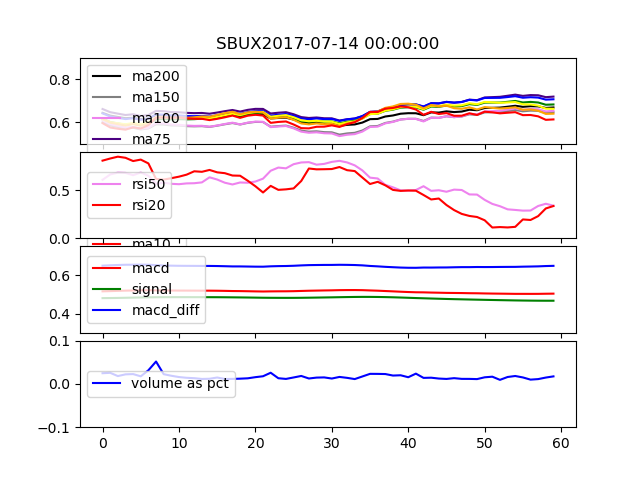 SBUX2017-07-14 00:00:00
0.8
0.6
ma200
ma150
ma100
ma75
0.5
0.0
rsi50
rsi20
ma10
0.6
0.4
macd
signal
macd_diff
0.1
0.0
−0.1
volume as pct
0 10 20 30 40 50 60